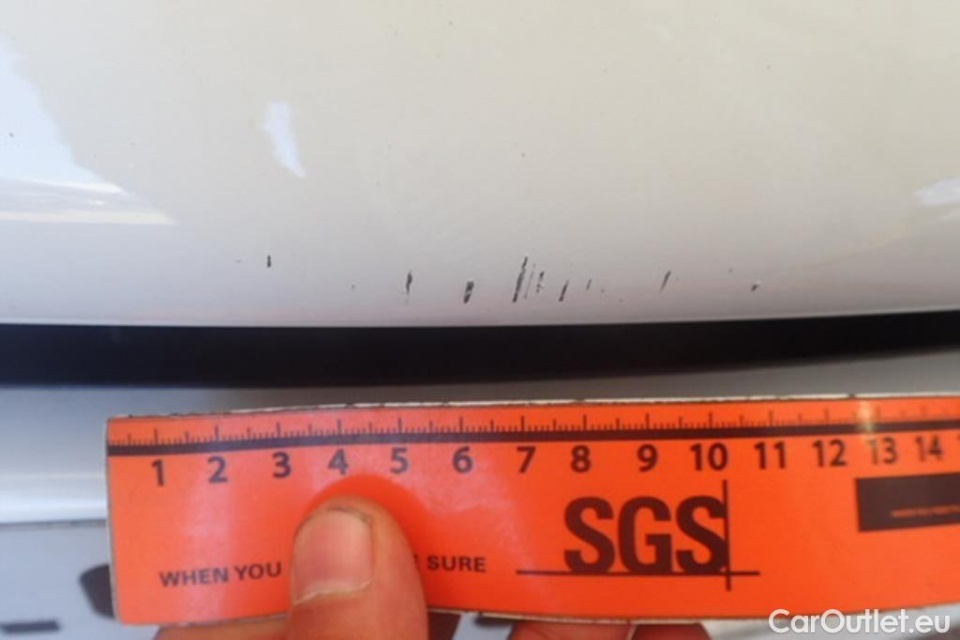 1 2 3 4 5 6 7 8 9 10 11 12 13 14
SGS
WHEN YOU
SURE
CarOutlet.eu